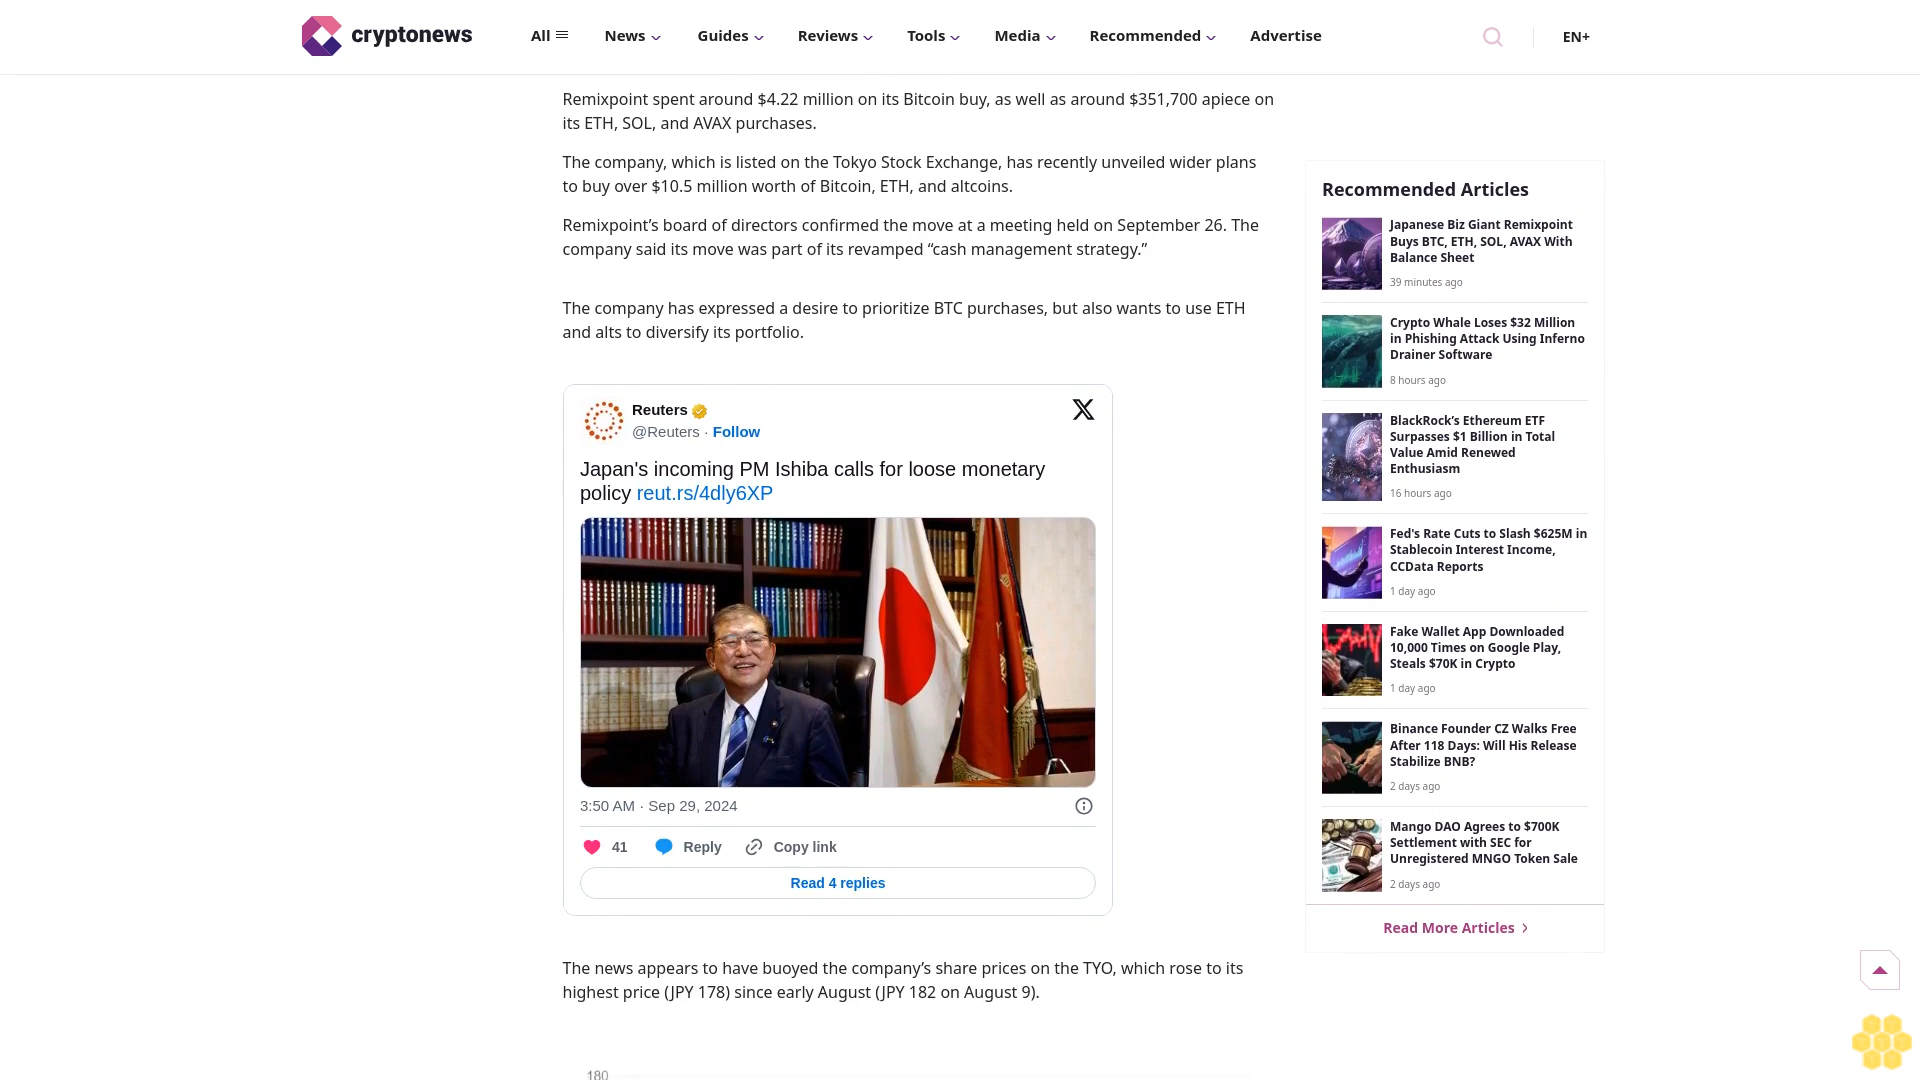 cryptonews
All
News
Guides
Reviews
Tools
Media
Recommended
Advertise
EN+
Remixpoint spent around $4.22 million on its Bitcoin buy, as well as around $351,700 apiece on
its ETH, SOL, and AVAX purchases.
The company, which is listed on the Tokyo Stock Exchange, has recently unveiled wider plans
to buy over $10.5 million worth of Bitcoin, ETH, and altcoins.
Remixpoint’s board of directors confirmed the move at a meeting held on September 26. The
company said its move was part of its revamped “cash management strategy.”
The company has expressed a desire to prioritize BTC purchases, but also wants to use ETH
and alts to diversify its portfolio.
Reuters
@Reuters · Follow
Japan's incoming PM Ishiba calls for loose monetary
policy reut.rs/4dly6XP
3:50 AM · Sep 29, 2024
41
Reply
Copy link
Read 4 replies
The news appears to have buoyed the company’s share prices on the TYO, which rose to its
highest price (JPY 178) since early August (JPY 182 on August 9).
180
Recommended Articles
Japanese Biz Giant Remixpoint
Buys BTC, ETH, SOL, AVAX With
Balance Sheet
39 minutes ago
Crypto Whale Loses $32 Million
in Phishing Attack Using Inferno
Drainer Software
8 hours ago
BlackRock’s Ethereum ETF
Surpasses $1 Billion in Total
Value Amid Renewed
Enthusiasm
16 hours ago
Fed's Rate Cuts to Slash $625M in
Stablecoin Interest Income,
CCData Reports
1 day ago
Fake Wallet App Downloaded
10,000 Times on Google Play,
Steals $70K in Crypto
1 day ago
Binance Founder CZ Walks Free
After 118 Days: Will His Release
Stabilize BNB?
2 days ago
Mango DAO Agrees to $700K
Settlement with SEC for
Unregistered MNGO Token Sale
2 days ago
Read More Articles